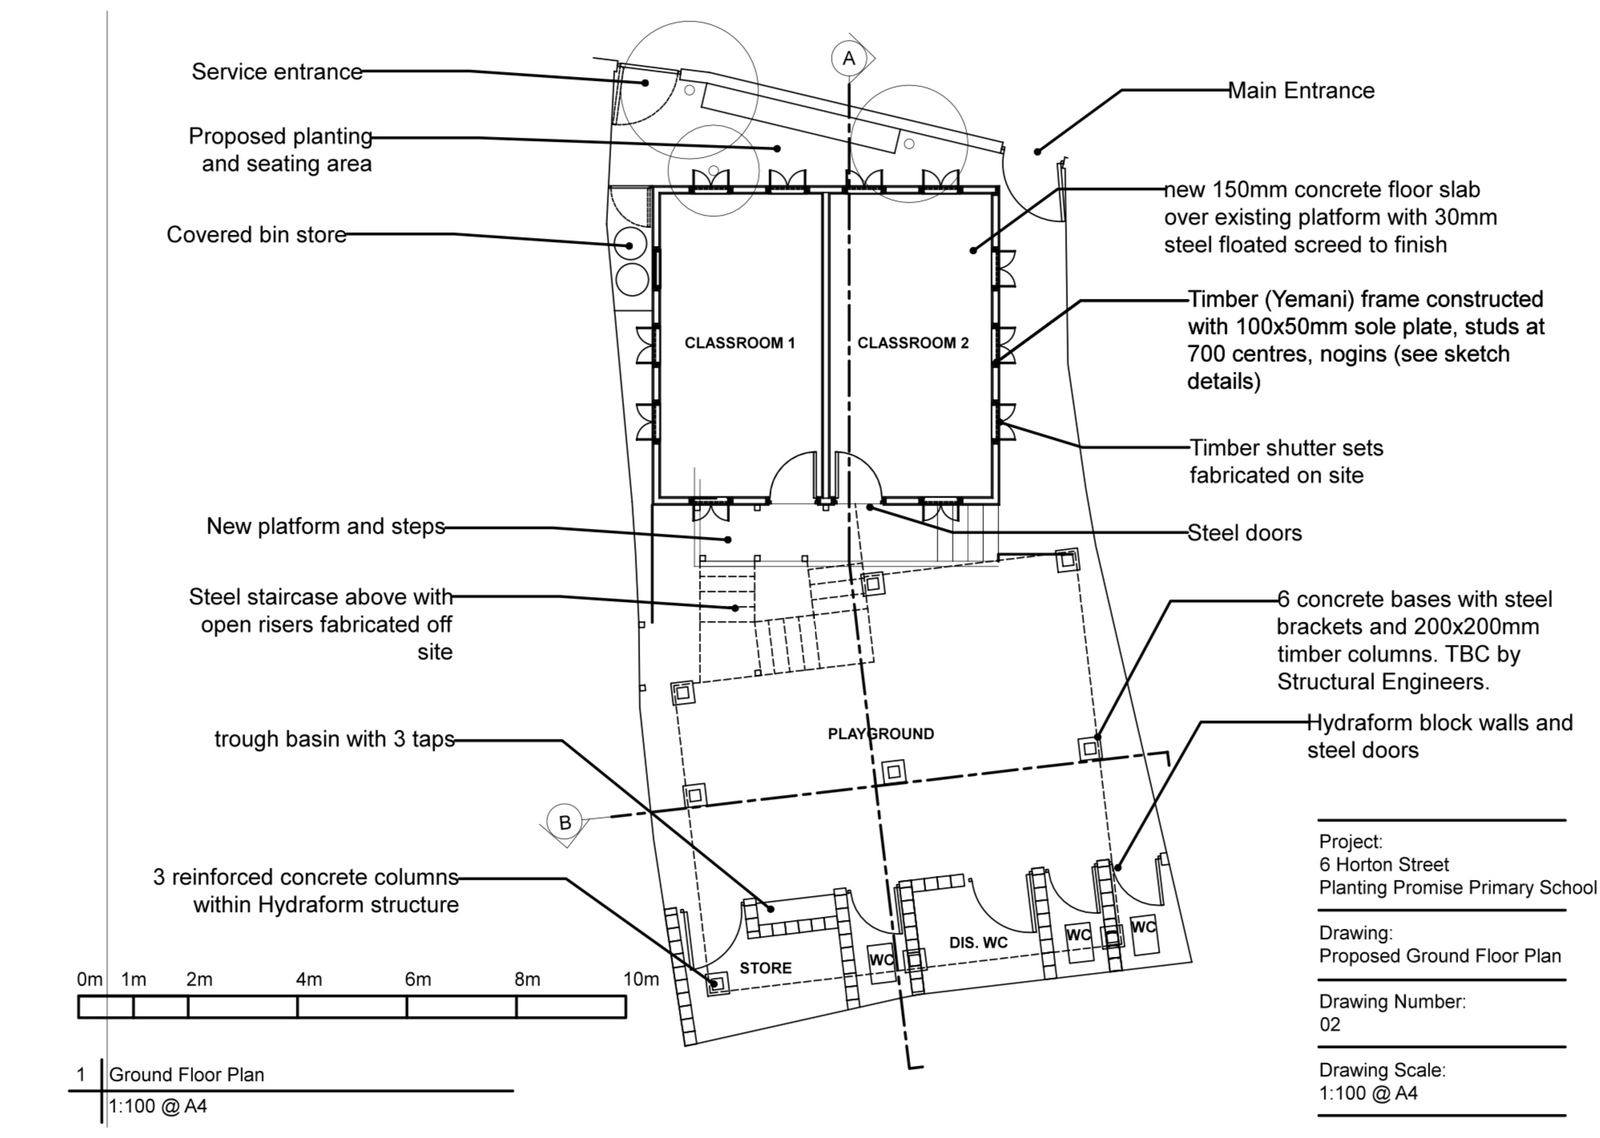 A
Service entrance
Main Entrance
Proposed planting
and seating area
new 150mm concrete floor slab
over existing platform with 30mm
steel floated screed to finish
Covered bin store
Timber (Yemani) frame constructed
with 100x50mm sole plate, studs at
700 centres, nogins (see sketch
details)
CLASSROOM 1
CLASSROOM 2
Timber shutter sets
fabricated on site
New platform and steps
Steel doors
Steel staircase above with
open risers fabricated off
site
6 concrete bases with steel
brackets and 200x200mm
timber columns. TBC by
Structural Engineers.
Hydraform block walls and
steel doors
trough basin with 3 taps
PLAYGROUND
B
3 reinforced concrete columns
within Hydraform structure
STORE
WC
DIS. WC
WC
WC
0m 1m 2m 4m 6m 8m 10m
1 Ground Floor Plan
1:100 @ A4
Project:
6 Horton Street
Planting Promise Primary School
Drawing:
Proposed Ground Floor Plan
Drawing Number:
02
Drawing Scale:
1:100 @ A4